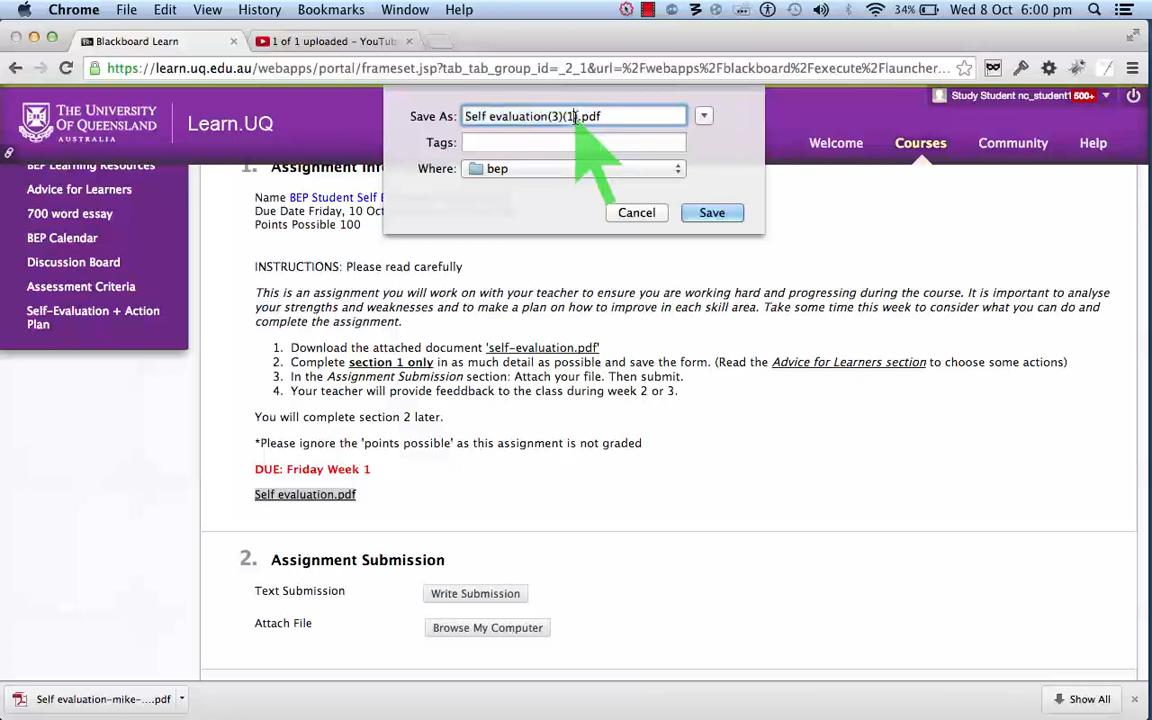 Chrome File Edit View History Bookmarks Window Help 34% Wed 8 Oct 6:00 pm
Blackboard Learn
1 of 1 uploaded - YouTub
https://learn.uq.edu.au/webapps/portal/frameset.jsp?tab_tab_group_id=_2_1&url=%2Fwebapps%2Fblackboard%2Fexecute%2Flauncher...
THE UNIVERSITY
OF QUEENSLAND
AUSTRALIA
Learn.UQ
Study Student nc_student1 500+
Welcome Courses Community Help
Save As: Self evaluation(3)(1).pdf
Tags:
Where: bep
Cancel Save
BEP Learning Resources
Advice for Learners
700 word essay
BEP Calendar
Discussion Board
Assessment Criteria
Self-Evaluation + Action
Plan
1. Assignment Inf
Name BEP Student Self E
Due Date Friday, 10 Oct
Points Possible 100
INSTRUCTIONS: Please read carefully
This is an assignment you will work on with your teacher to ensure you are working hard and progressing during the course. It is important to analyse
your strengths and weaknesses and to make a plan on how to improve in each skill area. Take some time this week to consider what you can do and
complete the assignment.
1. Download the attached document 'self-evaluation.pdf'
2. Complete section 1 only in as much detail as possible and save the form. (Read the Advice for Learners section to choose some actions)
3. In the Assignment Submission section: Attach your file. Then submit.
4. Your teacher will provide feeddback to the class during week 2 or 3.
You will complete section 2 later.
*Please ignore the 'points possible' as this assignment is not graded
DUE: Friday Week 1
Self evaluation.pdf
2. Assignment Submission
Text Submission Write Submission
Attach File Browse My Computer
Self evaluation-mike-....pdf
Show All